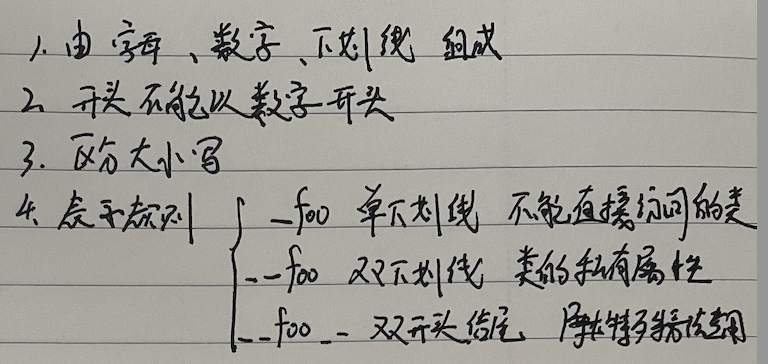 1. 由 字母、数字、下划线 组成
2. 开头 不能以数字开头
3. 区分大小写
4. 表示规则 { _foo 单下划线 不能直接访问的类
__foo 双下划线 类的私有属性
__foo__ 双开头结尾